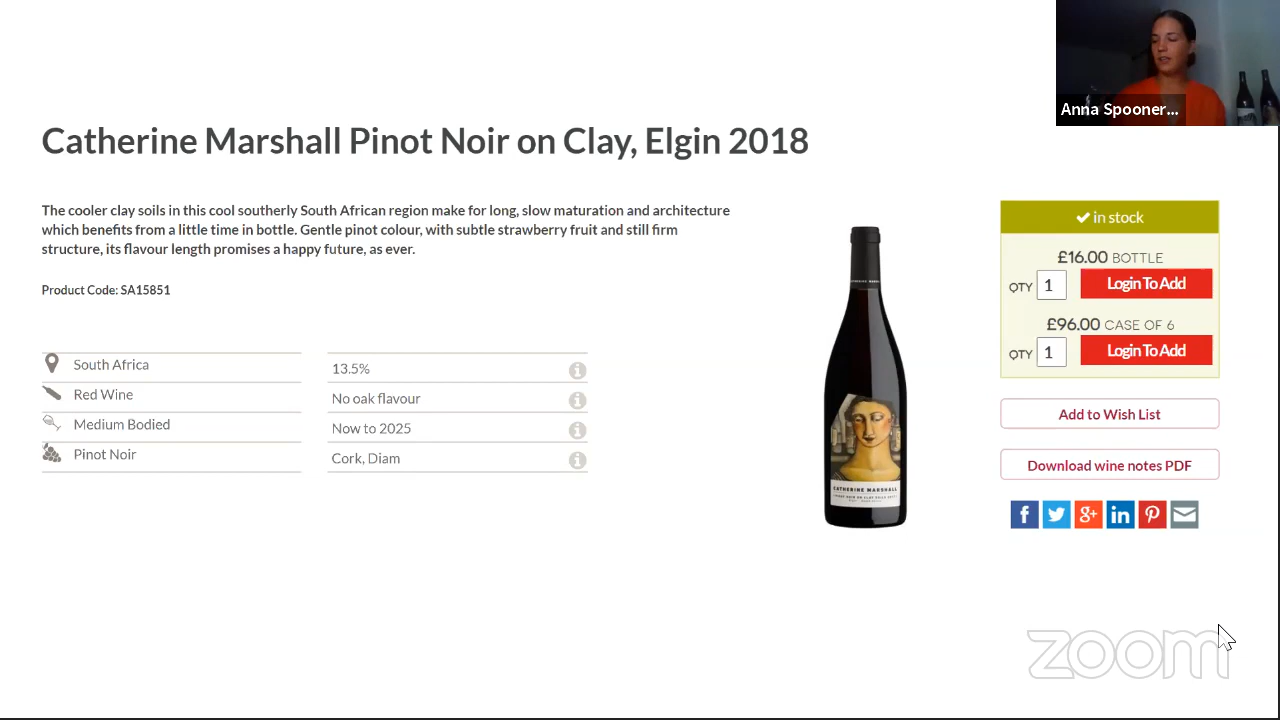 Anna Spooner...
Catherine Marshall Pinot Noir on Clay, Elgin 2018
The cooler clay soils in this cool southerly South African region make for long, slow maturation and architecture
which benefits from a little time in bottle. Gentle pinot colour, with subtle strawberry fruit and still firm
structure, its flavour length promises a happy future, as ever.
Product Code: SA15851
South Africa
Red Wine
Medium Bodied
Pinot Noir
13.5%
No oak flavour
Now to 2025
Cork, Diam
CATHERINE MARSHALL
in stock
£16.00 BOTTLE
QTY 1 Login To Add
£96.00 CASE OF 6
QTY 1 Login To Add
Add to Wish List
Download wine notes PDF
zoom